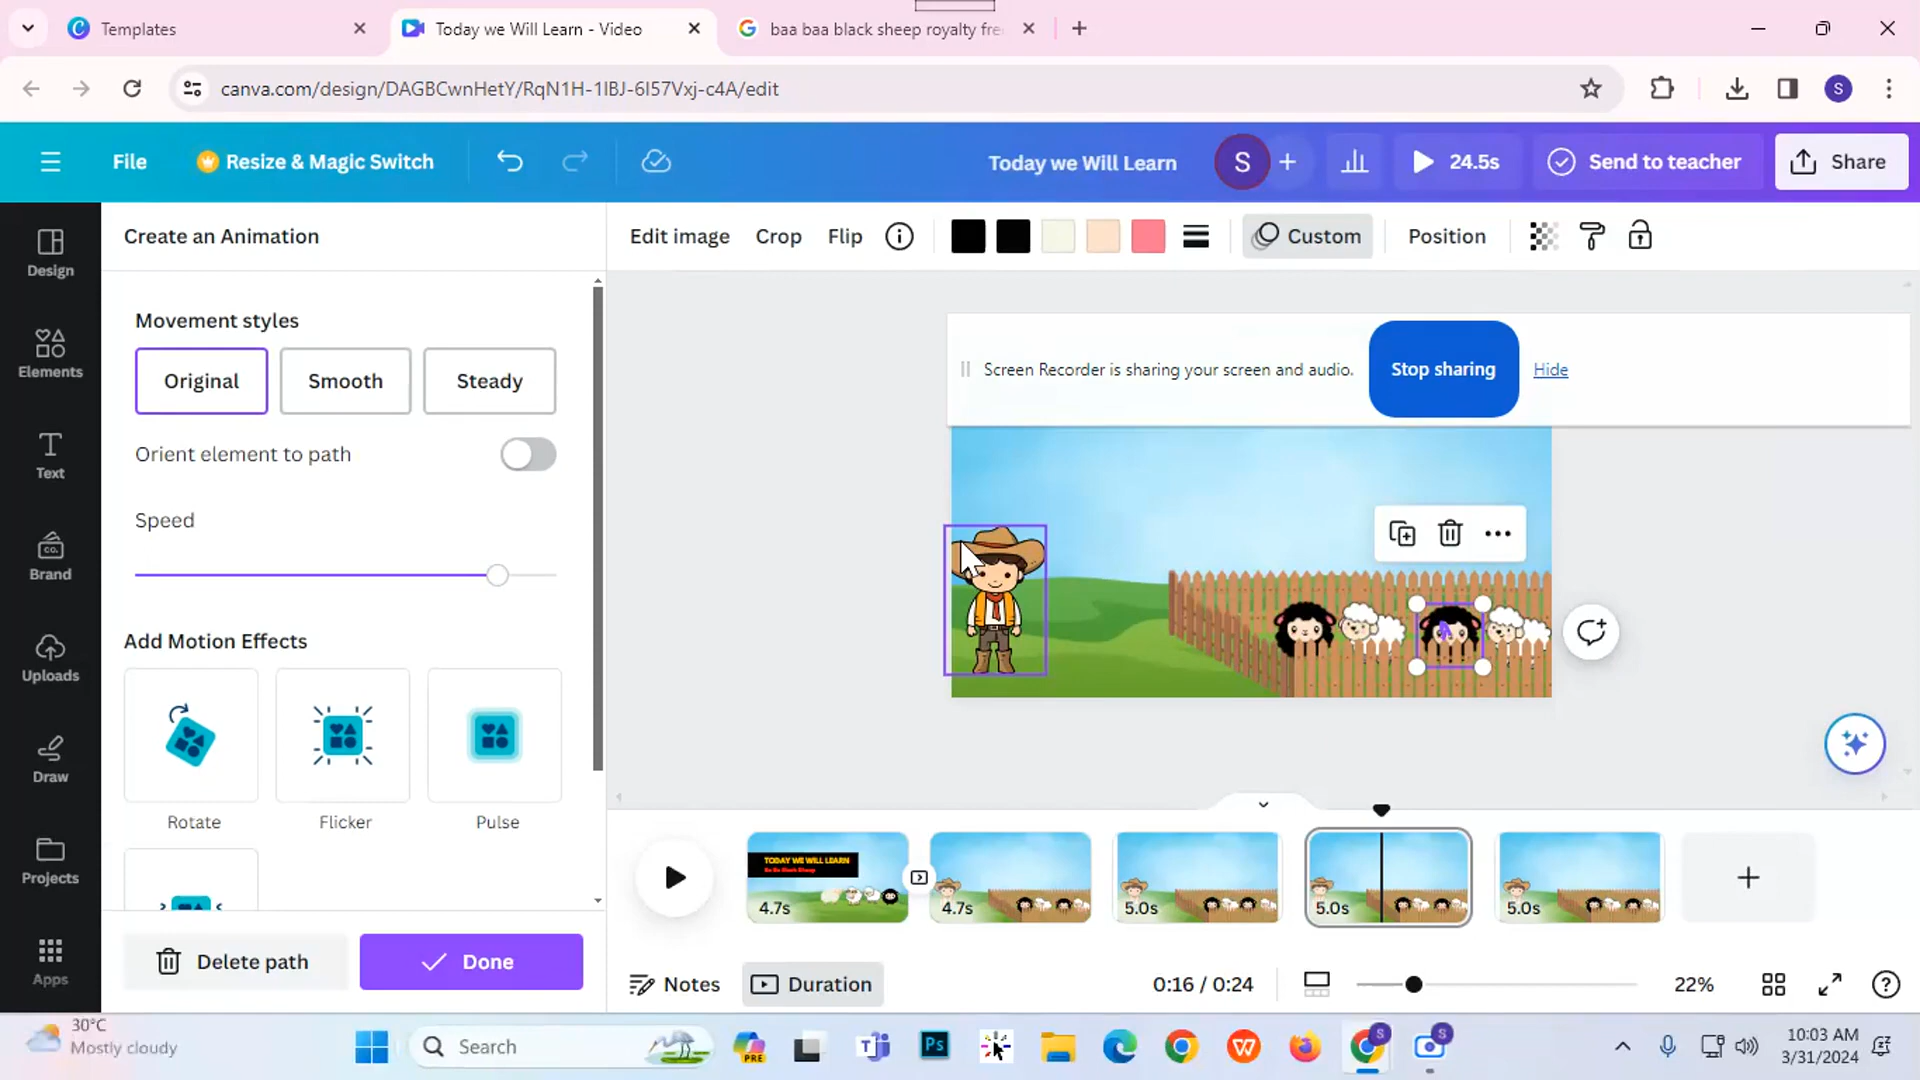 Templates
Today we Will Learn - Video
baa baa black sheep royalty fre
canva.com/design/DAGBCwnHetY/RqN1H-1IBJ-6I57Vxj-c4A/edit
S
File
Resize & Magic Switch
Today we Will Learn
S
24.5s
Send to teacher
Share
Design
Elements
Text
Brand
Uploads
Draw
Projects
Apps
Create an Animation
Movement styles
Original
Smooth
Steady
Orient element to path
Speed
Add Motion Effects
Rotate
Flicker
Pulse
Delete path
Done
Edit image
Crop
Flip
Custom
Position
Screen Recorder is sharing your screen and audio.
Stop sharing
Hide
TODAY WE WILL LEARN
4.7s
4.7s
5.0s
5.0s
5.0s
Notes
Duration
0:16 / 0:24
22%
30°C
Mostly cloudy
Search
PRE
Ps
10:03 AM
3/31/2024